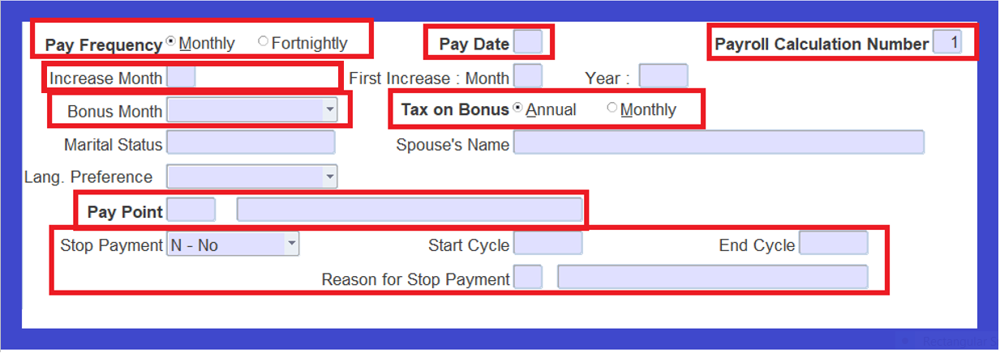 Pay Frequency Monthly Fortnightly Pay Date Payroll Calculation Number 1
Increase Month First Increase : Month Year :
Bonus Month Tax on Bonus Annual Monthly
Marital Status Spouse's Name
Lang. Preference
Pay Point
Stop Payment N - No Start Cycle End Cycle
Reason for Stop Payment
Rectangular S